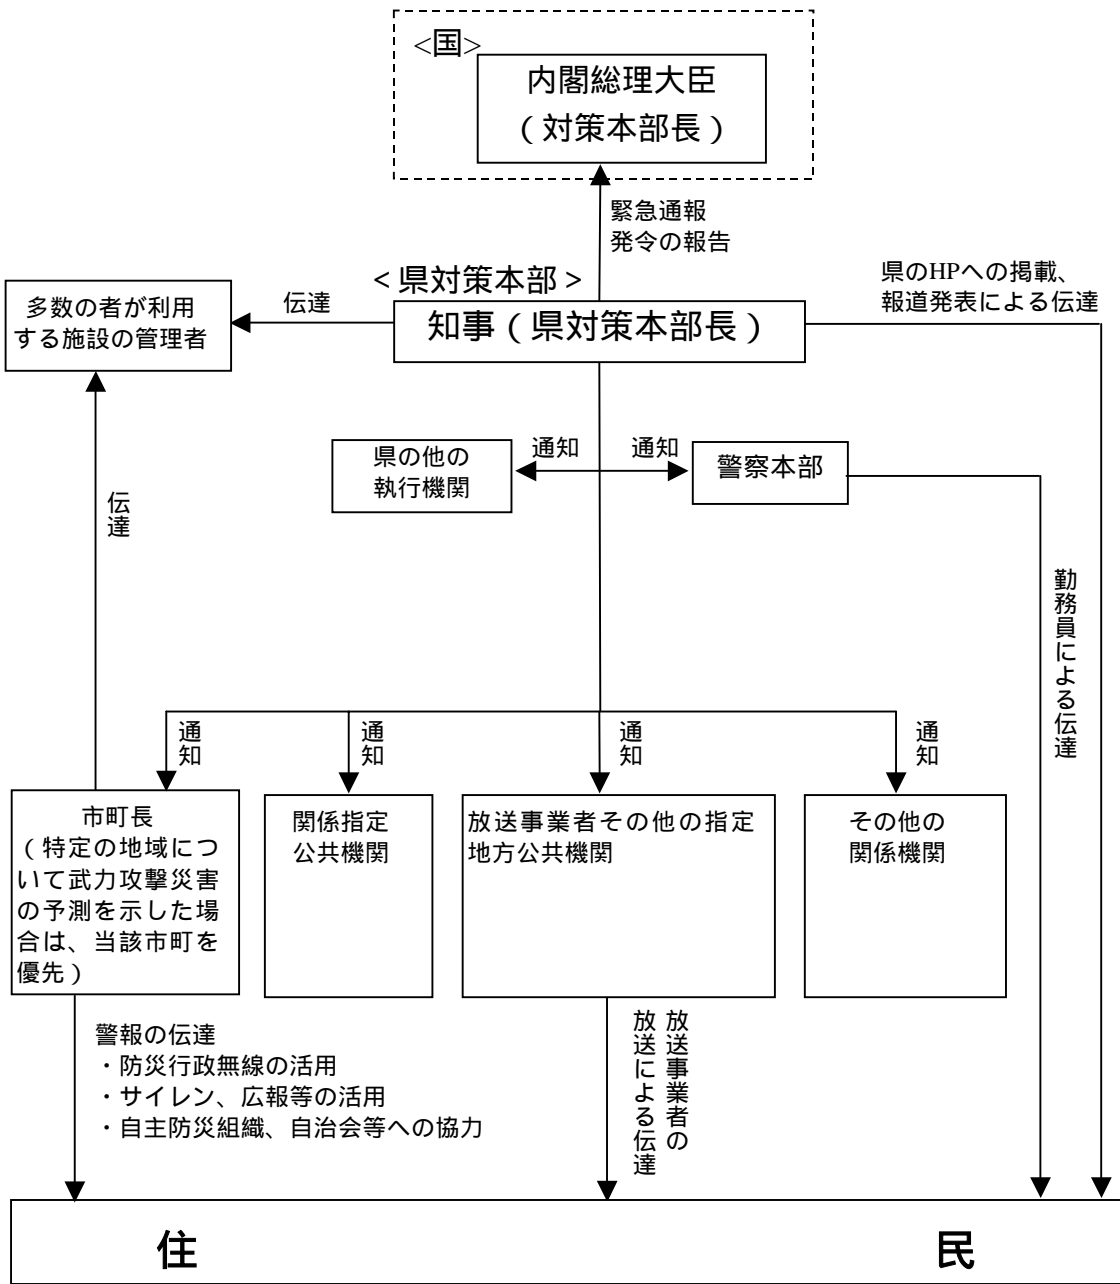 <国>
内閣総理大臣
（対策本部長）
緊急通報
発令の報告
＜県対策本部＞
知事（県対策本部長）
県のHPへの掲載、
報道発表による伝達
伝達
多数の者が利用
する施設の管理者
通知
通知
県の他の
執行機関
警察本部
伝達
勤務員による伝達
通知
通知
通知
通知
市町長
（特定の地域につ
いて武力攻撃災害
の予測を示した場
合は、当該市町を
優先）
関係指定
公共機関
放送事業者その他の指定
地方公共機関
その他の
関係機関
警報の伝達
・防災行政無線の活用
・サイレン、広報等の活用
・自主防災組織、自治会等への協力
放送事業者の
放送による伝達
住民